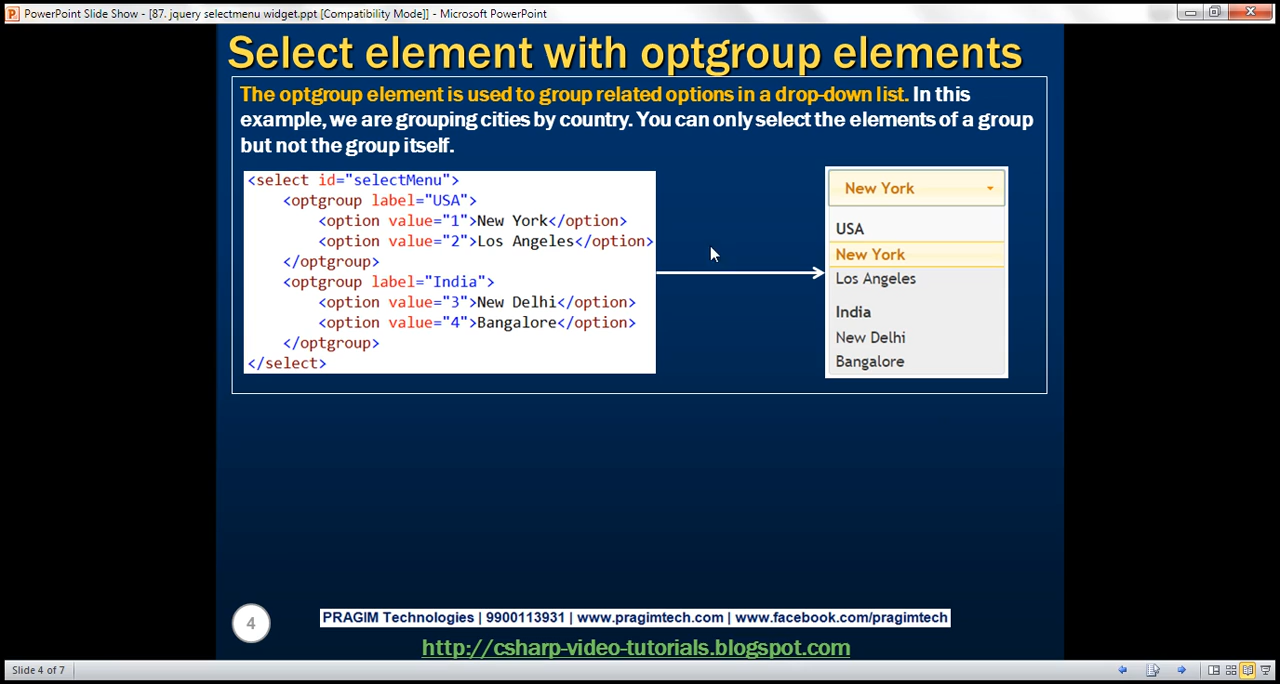 PowerPoint Slide Show - [87. jquery selectmenu widget.ppt [Compatibility Mode]] - Microsoft PowerPoint
Select element with optgroup elements
The optgroup element is used to group related options in a drop-down list. In this
example, we are grouping cities by country. You can only select the elements of a group
but not the group itself.
<select id="selectMenu">
    <optgroup label="USA">
        <option value="1">New York</option>
        <option value="2">Los Angeles</option>
    </optgroup>
    <optgroup label="India">
        <option value="3">New Delhi</option>
        <option value="4">Bangalore</option>
    </optgroup>
</select>
New York
USA
New York
Los Angeles
India
New Delhi
Bangalore
4
PRAGIM Technologies | 9900113931 | www.pragimtech.com | www.facebook.com/pragimtech
http://csharp-video-tutorials.blogspot.com
Slide 4 of 7